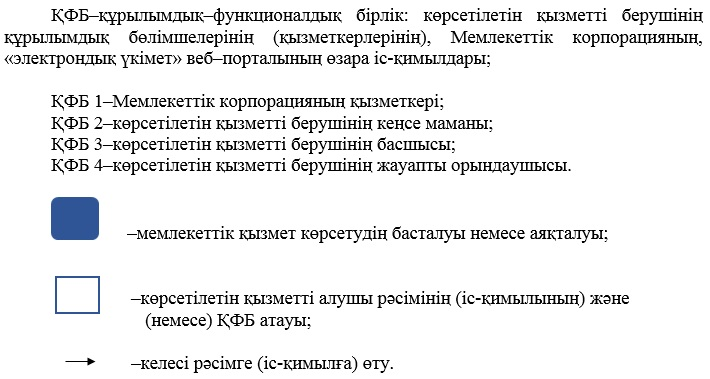 ҚФБ–құрылымдық–функционалдық бірлік: көрсетілетін қызметті берушінің
құрылымдық бөлімшелерінің (қызметкерлерінің), Мемлекеттік корпорацияның,
«электрондық үкімет» веб–порталының өзара іс-қимылдары;
ҚФБ 1–Мемлекеттік корпорацияның қызметкері;
ҚФБ 2–көрсетілетін қызметті берушінің кеңсе маманы;
ҚФБ 3–көрсетілетін қызметті берушінің басшысы;
ҚФБ 4–көрсетілетін қызметті берушінің жауапты орындаушысы.
–мемлекеттік қызмет көрсетудің басталуы немесе аяқталуы;
–көрсетілетін қызметті алушы рәсімінің (іс-қимылының) және
(немесе) ҚФБ атауы;
–келесі рәсімге (іс-қимылға) өту.